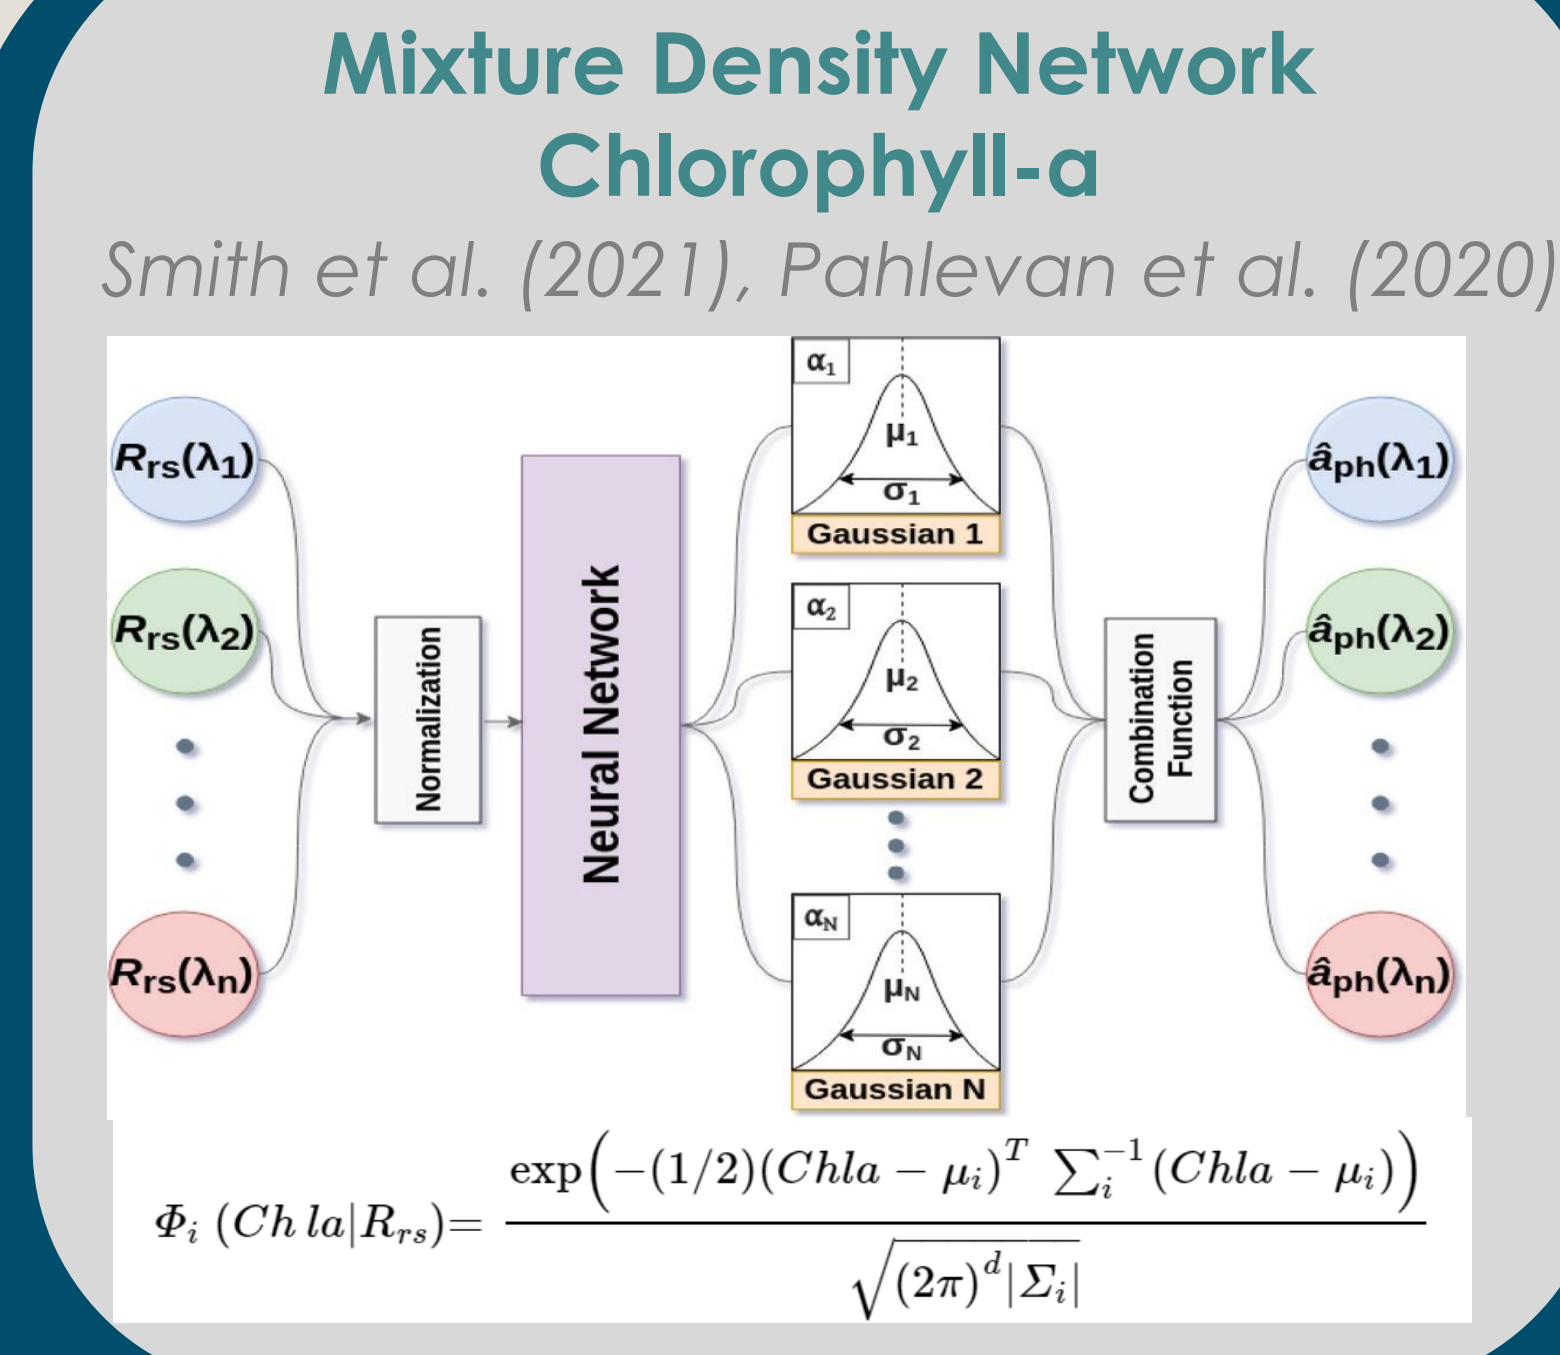 Mixture Density Network
Chlorophyll-a
Smith et al. (2021), Pahlevan et al. (2020)
Rrs(λ1)
Rrs(λ2)
Rrs(λn)
Normalization
Neural Network
α1
μ1
σ1
Gaussian 1
α2
μ2
σ2
Gaussian 2
αN
μN
σN
Gaussian N
Combination
Function
âph(λ1)
âph(λ2)
âph(λn)
Φi (Ch la|Rrs)= exp(−(1/2)(Chla − μi)^T ∑i^−1 (Chla − μi))
√(2π)^d|Σi|